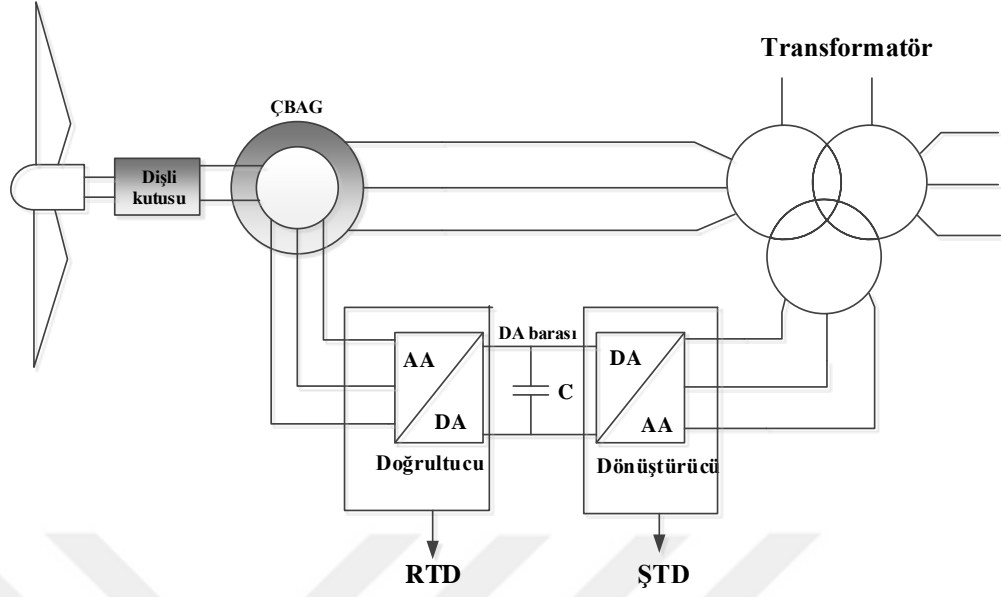 Transformatör
ÇBAG
Dişli
kutusu
DA barası
AA
DA
C
DA
AA
Doğrultucu
Dönüştürücü
RTD
ŞTD